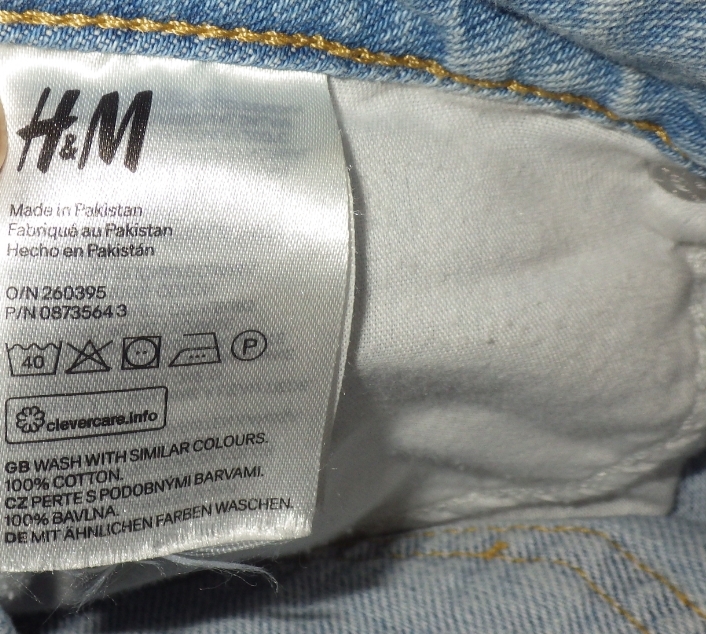 H&M
Made in Pakistan
Fabriqué au Pakistan
Hecho en Pakistán
O/N 260395
P/N 0873564 3
40 P
clevercare.info
GB WASH WITH SIMILAR COLOURS.
100% COTTON.
CZ PERTE S PODOBNÝMI BARVAMI.
100% BAVLNA.
DE MIT ÄHNLICHEN FARBEN WASCHEN.